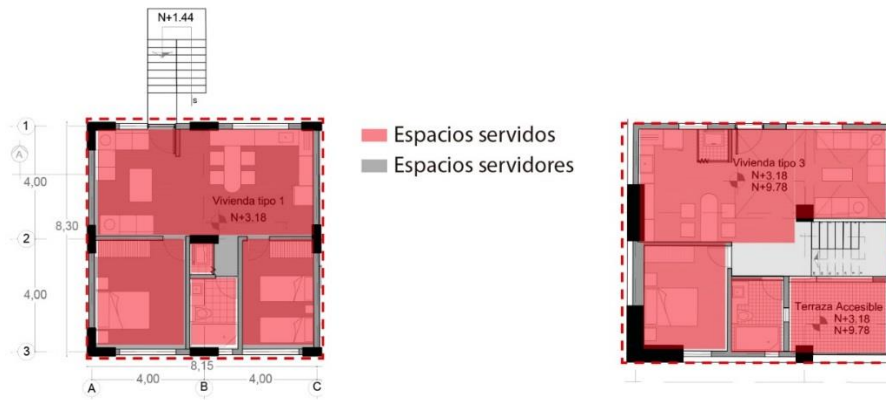 N+1.44
s
1
A
4,00
8,30
2
4,00
3
Vivienda tipo 1
N+3.18
8,15
4,00
4,00
A
B
C
Espacios servidos
Espacios servidores
Vivienda tipo 3
N+3.18
N+9.78
Terraza Accesible
N+3.18
N+9.78